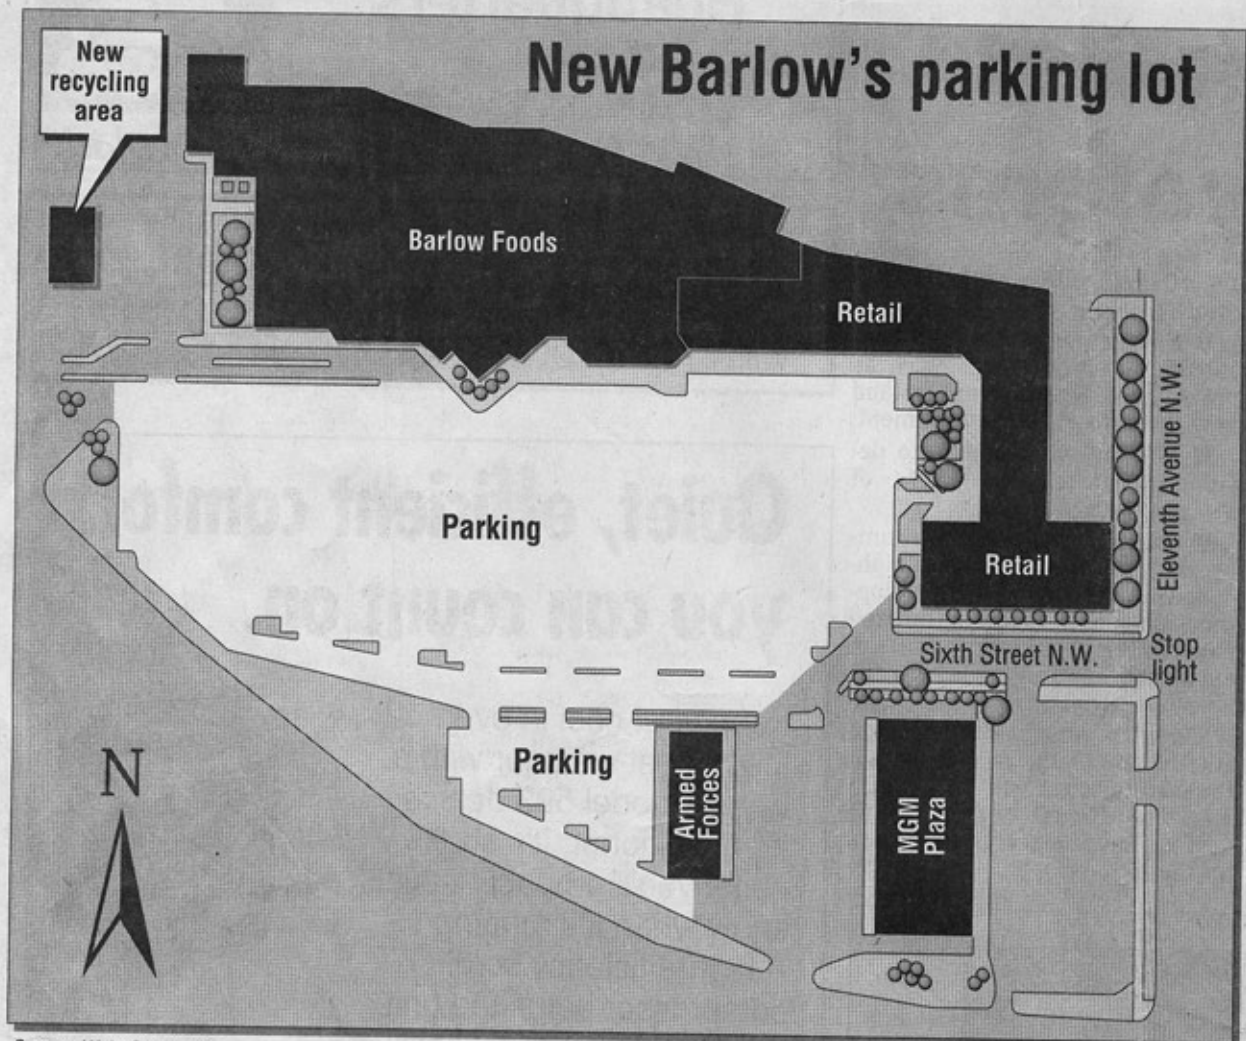 New Barlow's parking lot
New
recycling
area
Barlow Foods
Retail
Eleventh Avenue N.W.
Parking
Retail
Sixth Street N.W.
Stop
light
Parking
Armed
Forces
MGM
Plaza
N